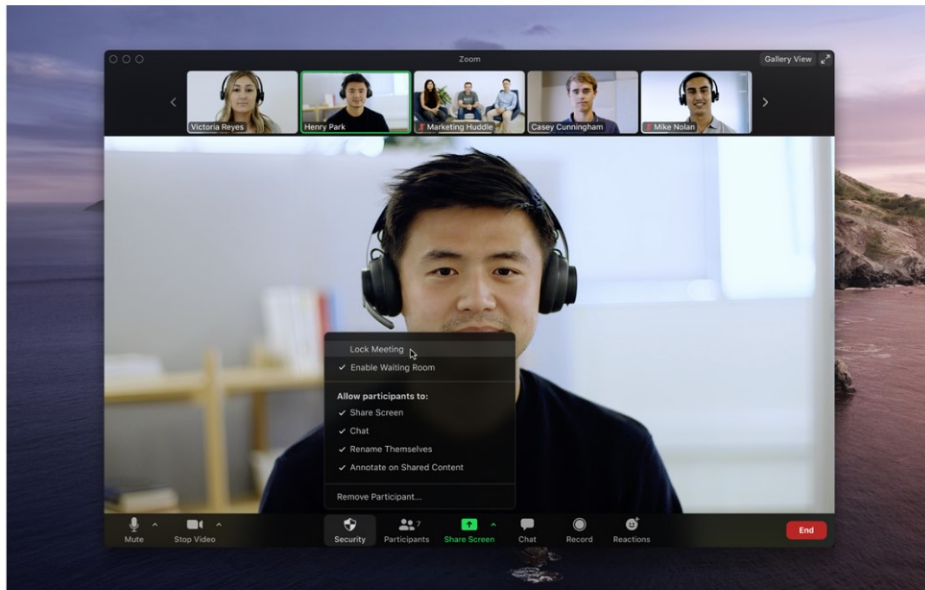 Zoom
Gallery View
Victoria Reyes
Henry Park
Marketing Huddle
Casey Cunningham
Mike Nolan
Lock Meeting
Enable Waiting Room
Allow participants to:
Share Screen
Chat
Rename Themselves
Annotate on Shared Content
Remove Participant...
7
Mute
Stop Video
Security
Participants
Share Screen
Chat
Record
Reactions
End